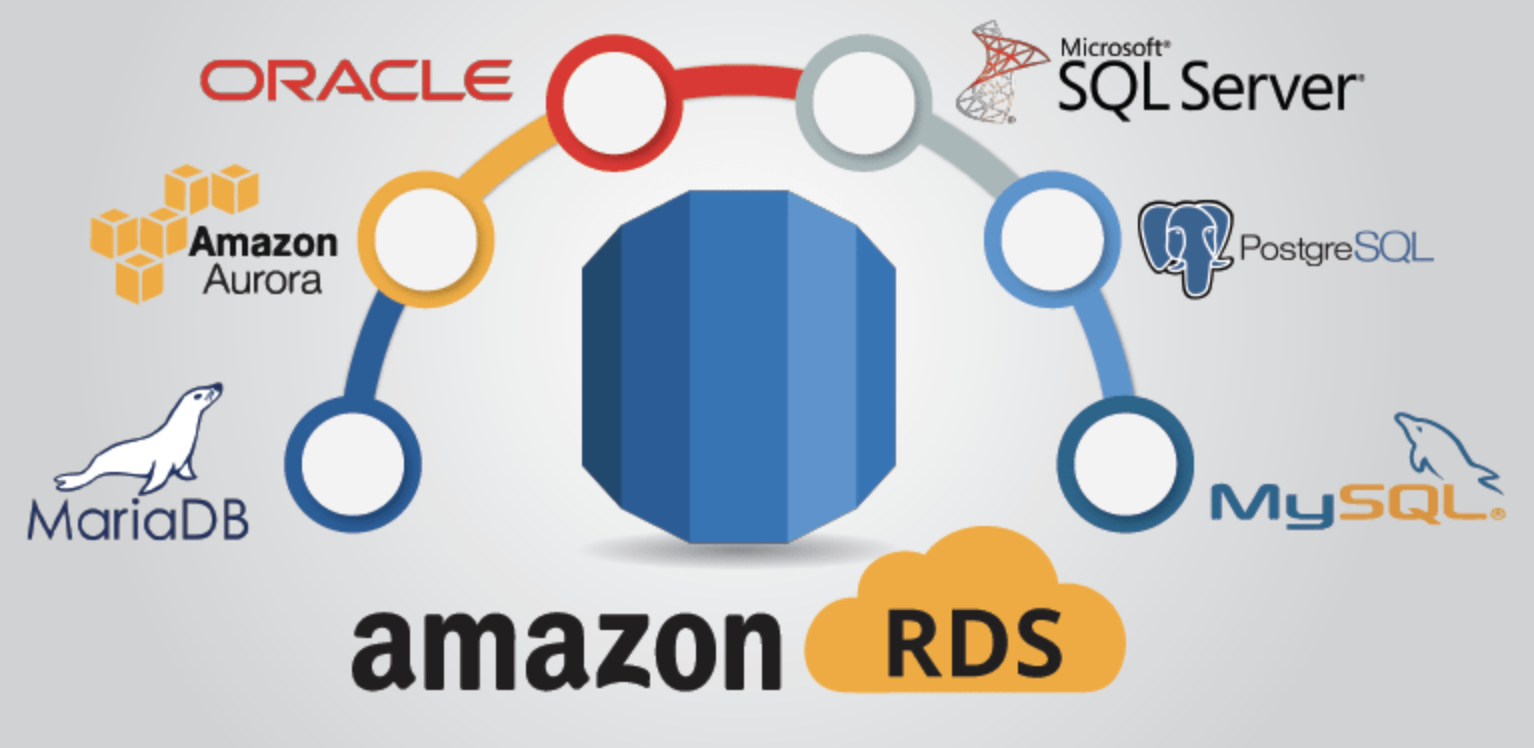 ORACLE
Microsoft®
SQL Server®
Amazon
Aurora
PostgreSQL
MariaDB
MySQL®
amazon
RDS